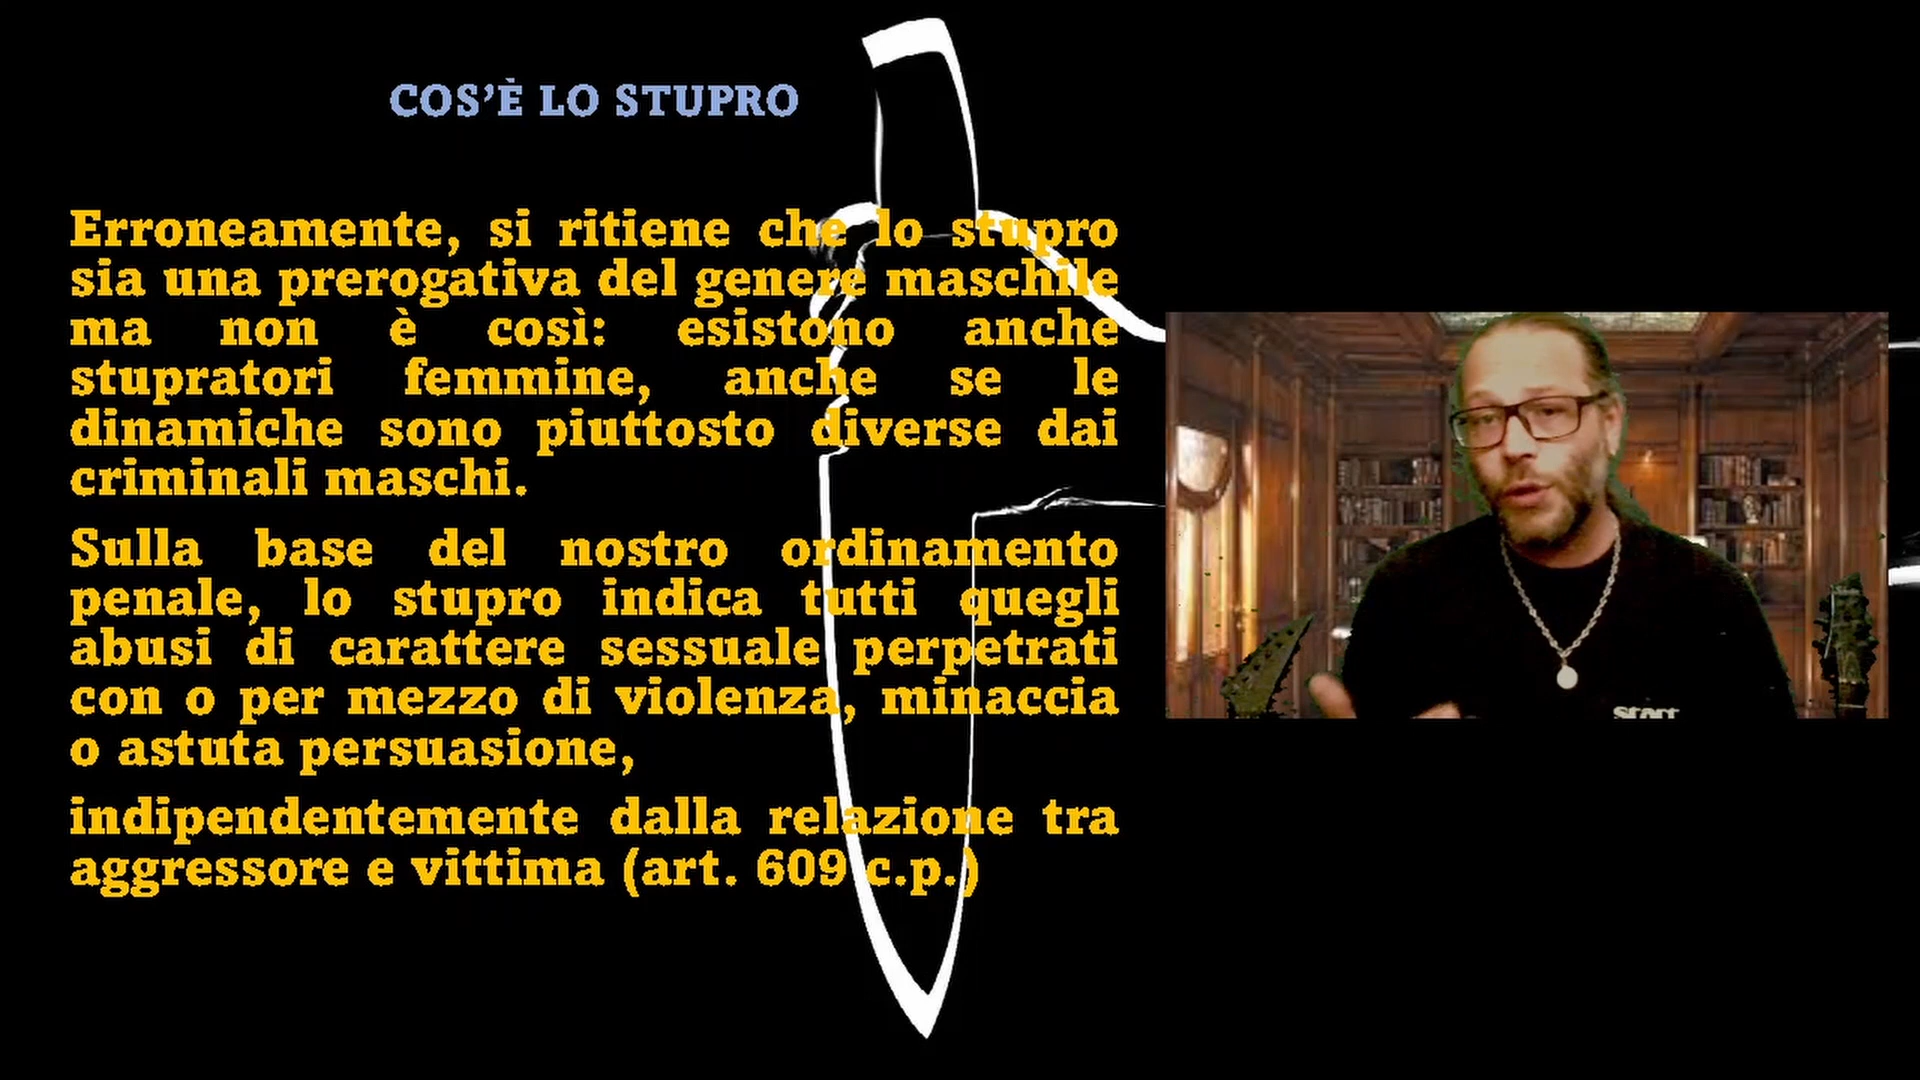 COS'È LO STUPRO
Erroneamente, si ritiene che lo stupro
sia una prerogativa del genere maschile
ma non è così: esistono anche
stupratori femmine, anche se le
dinamiche sono piuttosto diverse dai
criminali maschi.
Sulla base del nostro ordinamento
penale, lo stupro indica tutti quegli
abusi di carattere sessuale perpetrati
con o per mezzo di violenza, minaccia
o astuta persuasione,
indipendentemente dalla relazione tra
aggressore e vittima (art. 609 c.p.)
start